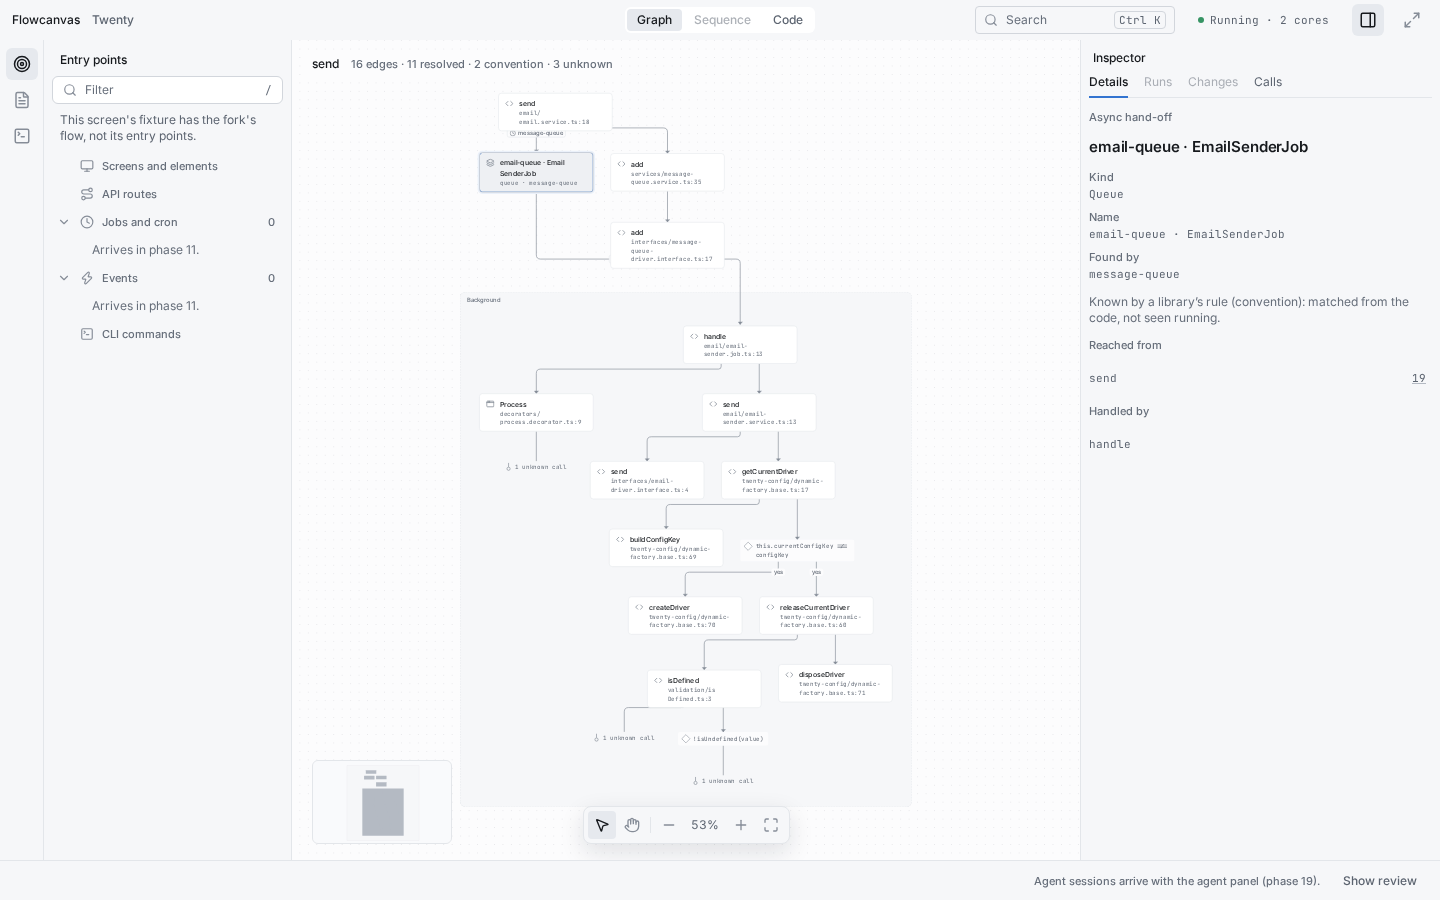 Flowcanvas Twenty
Graph Sequence Code
Search Ctrl K
Running · 2 cores
Entry points
Filter /
This screen's fixture has the fork's
flow, not its entry points.
Screens and elements
API routes
Jobs and cron 0
Arrives in phase 11.
Events 0
Arrives in phase 11.
CLI commands
send 16 edges · 11 resolved · 2 convention · 3 unknown
send
email/
email.service.ts:18
message-queue
email-queue · Email
SenderJob
queue · message-queue
add
services/message-
queue.service.ts:35
add
interfaces/message-
queue-
driver.interface.ts:17
Background
handle
email/email-
sender.job.ts:13
Process
decorators/
process.decorator.ts:9
send
email/email-
sender.service.ts:13
1 unknown call
send
interfaces/email-
driver.interface.ts:4
getCurrentDriver
twenty-config/dynamic-
factory.base.ts:17
buildConfigKey
twenty-config/dynamic-
factory.base.ts:69
this.currentConfigKey
configKey
yes yes
createDriver
twenty-config/dynamic-
factory.base.ts:70
releaseCurrentDriver
twenty-config/dynamic-
factory.base.ts:60
isDefined
validation/is
Defined.ts:3
disposeDriver
twenty-config/dynamic-
factory.base.ts:71
1 unknown call
!isUndefined(value)
1 unknown call
53%
Inspector
Details Runs Changes Calls
Async hand-off
email-queue · EmailSenderJob
Kind
Queue
Name
email-queue · EmailSenderJob
Found by
message-queue
Known by a library's rule (convention): matched from the
code, not seen running.
Reached from
send 19
Handled by
handle
Agent sessions arrive with the agent panel (phase 19). Show review